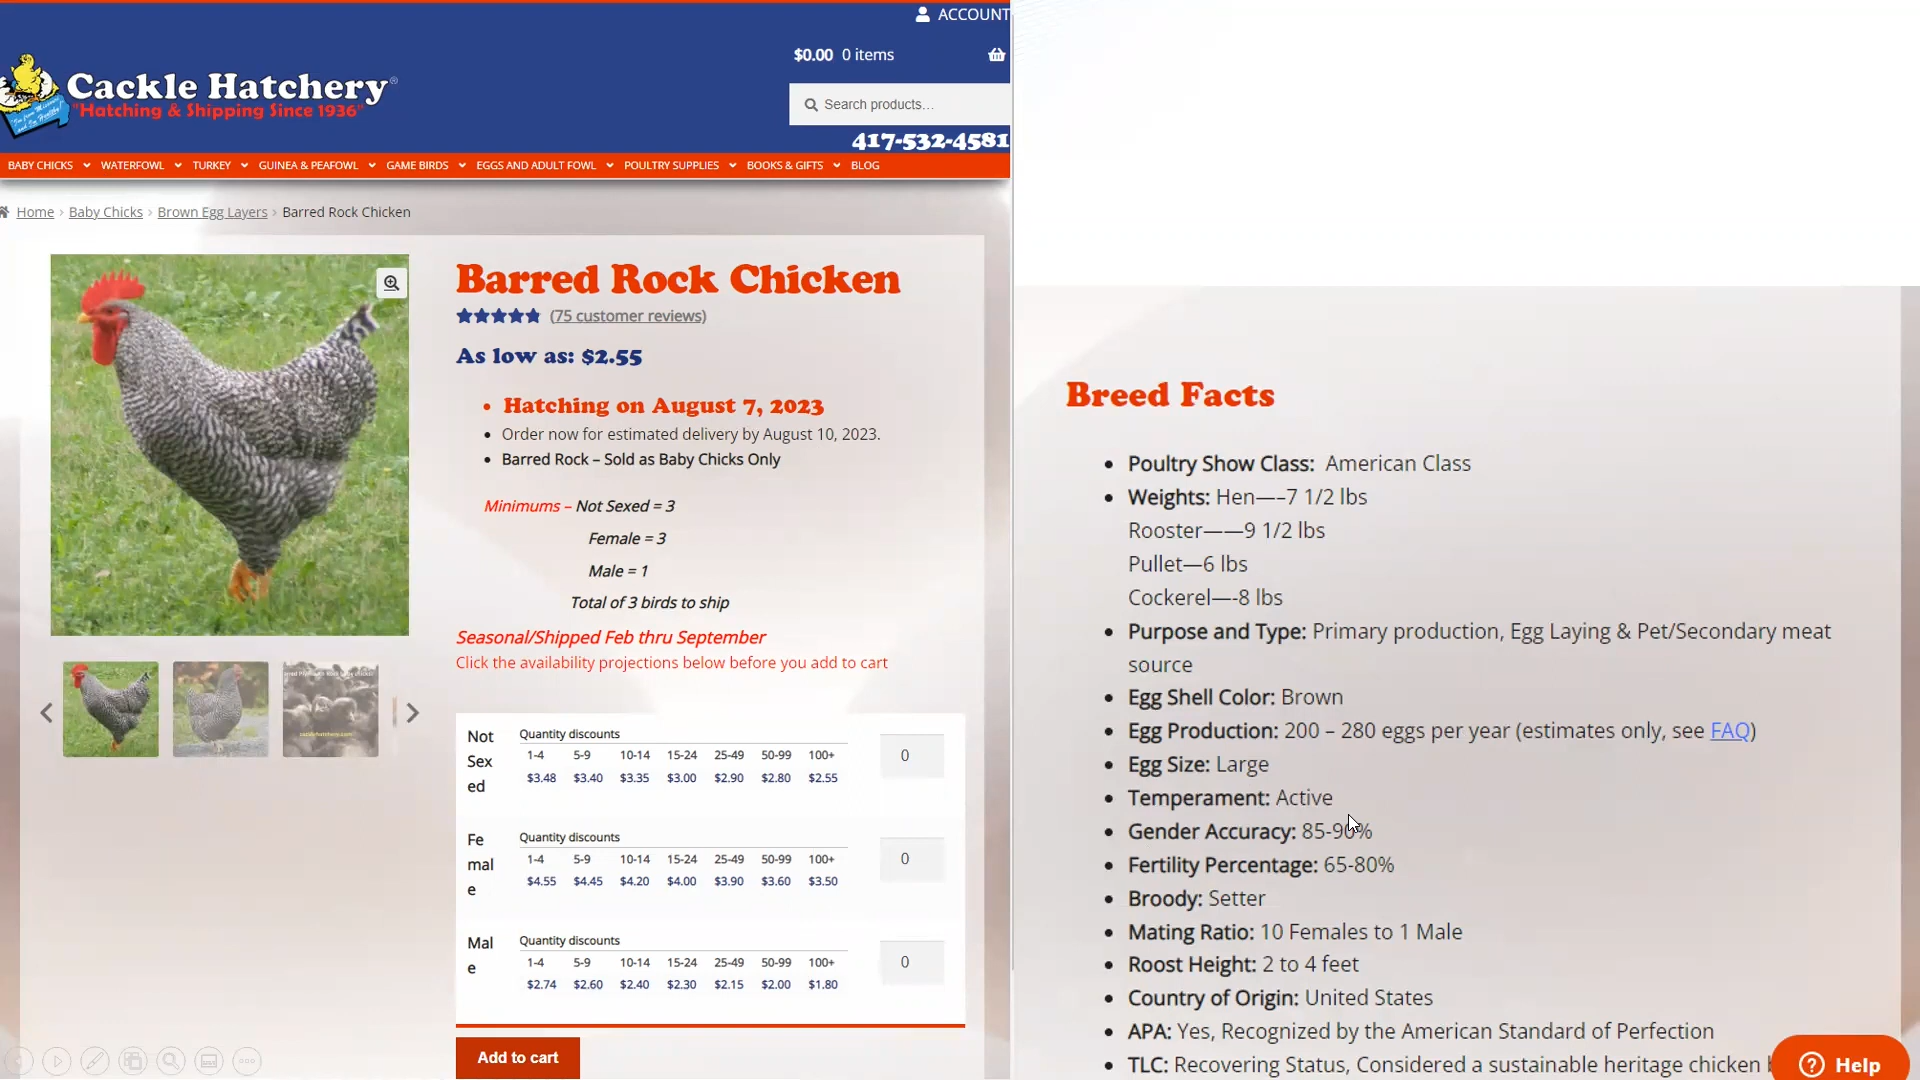 ACCOUNT
$0.00 0 items
Cackle Hatchery®
"Hatching & Shipping Since 1936"
Search products…
417-532-4581
BABY CHICKS WATERFOWL TURKEY GUINEA & PEAFOWL GAME BIRDS EGGS AND ADULT FOWL POULTRY SUPPLIES BOOKS & GIFTS BLOG
Home › Baby Chicks › Brown Egg Layers › Barred Rock Chicken
Barred Rock Chicken
(75 customer reviews)
As low as: $2.55
• Hatching on August 7, 2023
• Order now for estimated delivery by August 10, 2023.
• Barred Rock – Sold as Baby Chicks Only
Minimums – Not Sexed = 3
Female = 3
Male = 1
Total of 3 birds to ship
Seasonal/Shipped Feb thru September
Click the availability projections below before you add to cart
cacklehatchery.com
Not
Sex
ed
Quantity discounts
1-4 5-9 10-14 15-24 25-49 50-99 100+
$3.48 $3.40 $3.35 $3.00 $2.90 $2.80 $2.55
0
Fe
mal
e
Quantity discounts
1-4 5-9 10-14 15-24 25-49 50-99 100+
$4.55 $4.45 $4.20 $4.00 $3.90 $3.60 $3.50
0
Mal
e
Quantity discounts
1-4 5-9 10-14 15-24 25-49 50-99 100+
$2.74 $2.60 $2.40 $2.30 $2.15 $2.00 $1.80
0
Add to cart
Breed Facts
• Poultry Show Class: American Class
• Weights: Hen—–7 1/2 lbs
Rooster——9 1/2 lbs
Pullet—6 lbs
Cockerel—-8 lbs
• Purpose and Type: Primary production, Egg Laying & Pet/Secondary meat
source
• Egg Shell Color: Brown
• Egg Production: 200 – 280 eggs per year (estimates only, see FAQ)
• Egg Size: Large
• Temperament: Active
• Gender Accuracy: 85-90%
• Fertility Percentage: 65-80%
• Broody: Setter
• Mating Ratio: 10 Females to 1 Male
• Roost Height: 2 to 4 feet
• Country of Origin: United States
• APA: Yes, Recognized by the American Standard of Perfection
• TLC: Recovering Status, Considered a sustainable heritage chicken
Help